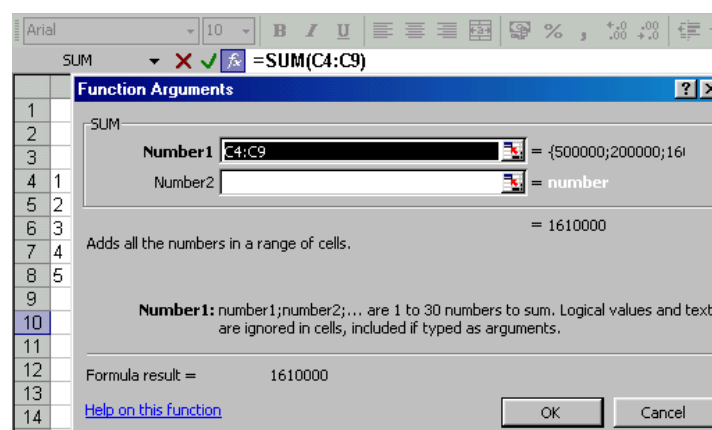 Arial 10 B I U % , ,00
SUM =SUM(C4:C9)
Function Arguments
1
2 SUM
3 Number1 C4:C9 = {500000;200000;16(
4 1 Number2 = number
5 2
6 3 = 1610000
7 4 Adds all the numbers in a range of cells.
8 5
9 Number1: number1;number2;... are 1 to 30 numbers to sum. Logical values and text
10 are ignored in cells, included if typed as arguments.
11
12 Formula result = 1610000
13
14 Help on this function OK Cancel